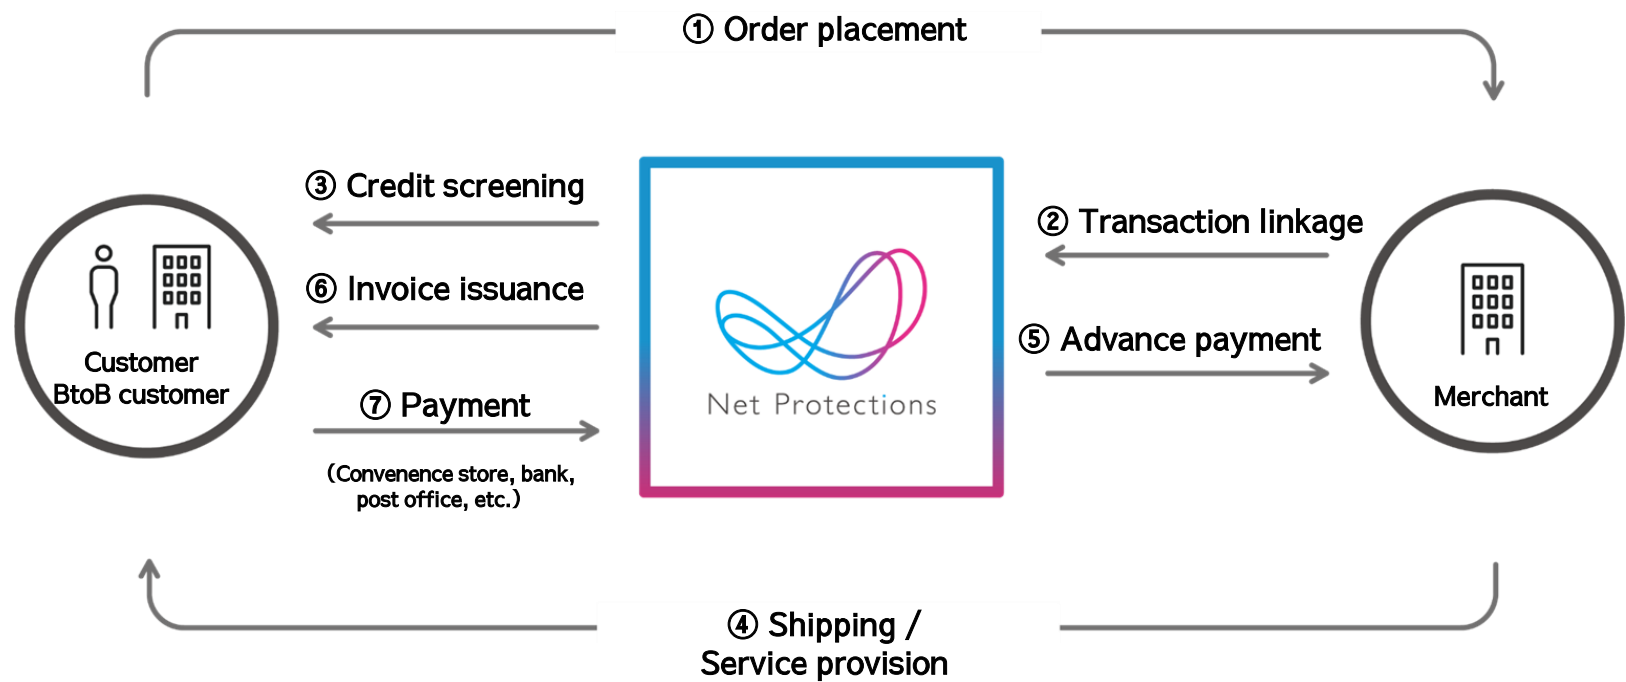 ① Order placement
③ Credit screening
② Transaction linkage
⑥ Invoice issuance
⑤ Advance payment
Customer
BtoB customer
Net Protections
Merchant
⑦ Payment
(Convenence store, bank,
post office, etc.)
④ Shipping /
Service provision